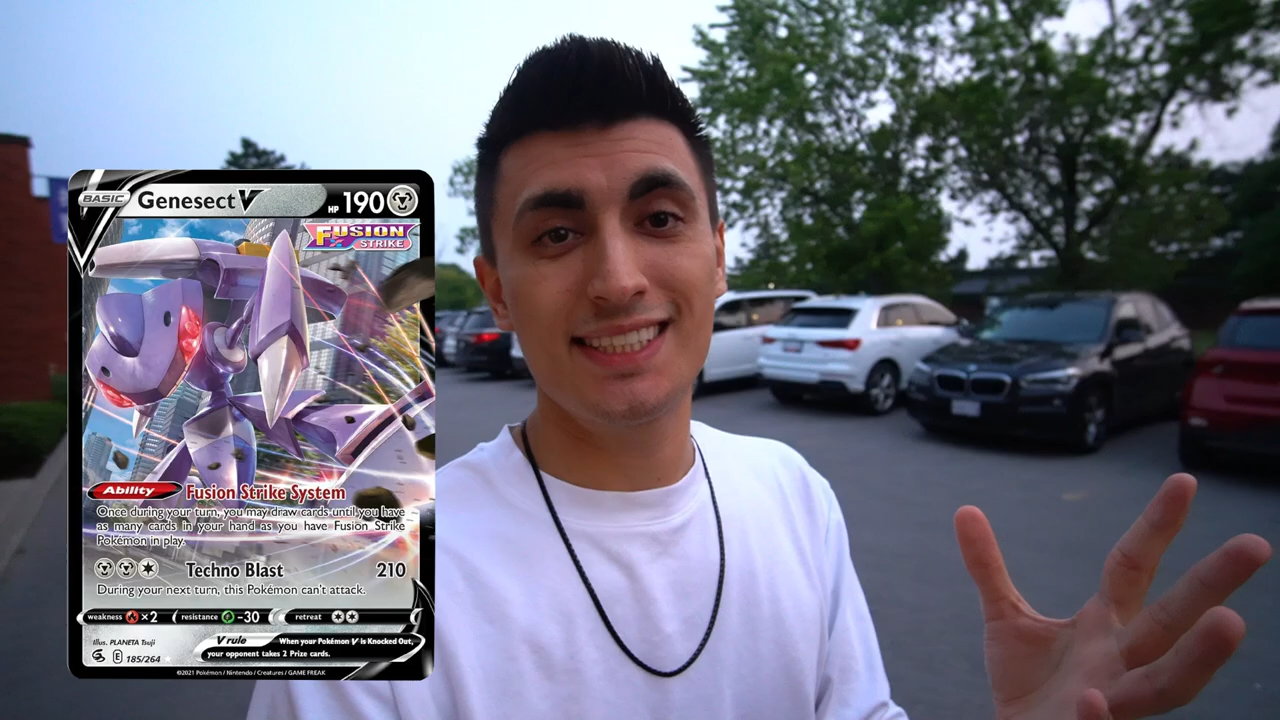 BASIC Genesect V HP 190
FUSION
STRIKE
Ability Fusion Strike System
Once during your turn, you may draw cards until you have
as many cards in your hand as you have Fusion Strike
Pokémon in play.
Techno Blast 210
During your next turn, this Pokémon can't attack.
weakness ×2 resistance -30 retreat
Illus. PLANETA Tsuji
V rule When your Pokémon V is Knocked Out,
your opponent takes 2 Prize cards.
E 185/264
©2021 Pokémon / Nintendo / Creatures / GAME FREAK